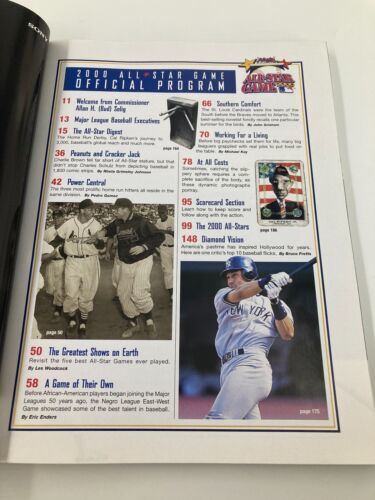 SONY
2000 ALL★STAR GAME
OFFICIAL PROGRAM
ALL-STAR
GAME
11 Welcome from Commissioner
Allan H. (Bud) Selig
13 Major League Baseball Executives
15 The All-Star Digest
The Home Run Derby, Cal Ripken's journey to
3,000, baseball's global reach and much more.
page 164
36 Peanuts and Cracker Jack
Charlie Brown fell far short of All-Star stature, but that
didn't stop Charles Schulz from depicting baseball in
1,800 comic strips. By Rheta Grimsley Johnson
42 Power Central
The three most prolific home run hitters all reside in the
same division. By Pedro Gomez
page 50
50 The Greatest Shows on Earth
Revisit the five best All-Star Games ever played.
By Les Woodcock
58 A Game of Their Own
Before African-American players began joining the Major
Leagues 50 years ago, the Negro League East-West
Game showcased some of the best talent in baseball.
By Eric Enders
66 Southern Comfort
The St. Louis Cardinals were the team of the
South before the Braves moved to Atlanta. This
best-selling novelist fondly recalls one particular
summer for the birds. By John Grisham
70 Working For a Living
Before big paychecks set them for life, many big
leaguers grappled with real jobs to put food on
the table. By Michael Kay
78 At All Costs
Sometimes, catching the slip-
pery sphere requires a com-
plete sacrifice of the body, as
these dynamic photographs
portray.
95 Scorecard Section
Learn how to keep score and
follow along with the action.
page 186
99 The 2000 All-Stars
148 Diamond Vision
America's pastime has inspired Hollywood for years.
Here are one critic's top 10 baseball flicks. By Bruce Fretts
NEW YORK
page 175